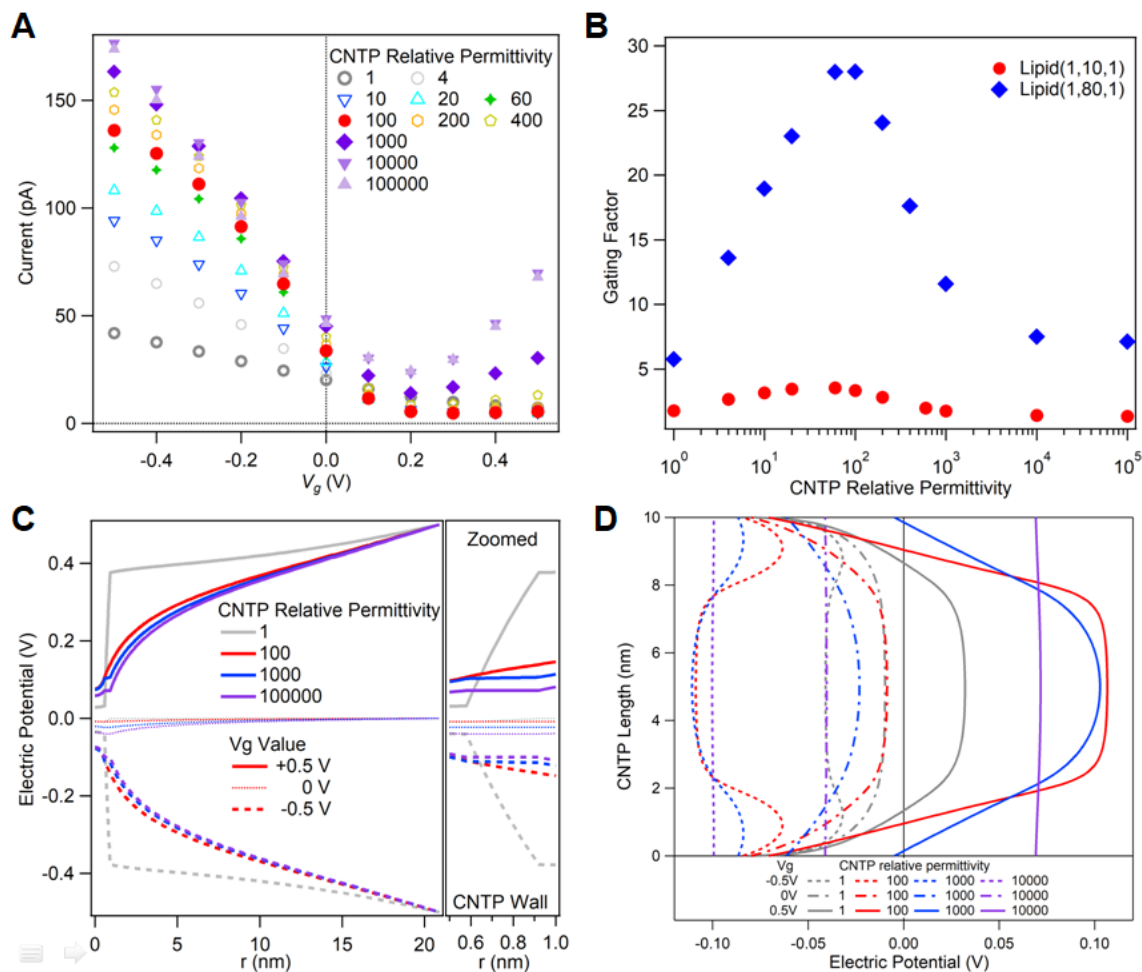 A
CNTP Relative Permittivity
1 4
10 20 60
100 200 400
1000
10000
100000
150
100
50
0
Current (pA)
-0.4 -0.2 0.0 0.2 0.4
Vg (V)
B
Lipid(1,10,1)
Lipid(1,80,1)
30
25
20
15
10
5
Gating Factor
10^0 10^1 10^2 10^3 10^4 10^5
CNTP Relative Permittivity
C
Zoomed
CNTP Relative Permittivity
1
100
1000
100000
Vg Value
+0.5 V
0 V
-0.5 V
CNTP Wall
0.4
0.2
0.0
-0.2
-0.4
Electric Potential (V)
0 5 10 15 20
r (nm)
0.6 0.8 1.0
r (nm)
D
10
8
6
4
2
0
CNTP Length (nm)
Vg CNTP relative permittivity
-0.5V 1 100 1000 10000
0V 1 100 1000 10000
0.5V 1 100 1000 10000
-0.10 -0.05 0.00 0.05 0.10
Electric Potential (V)